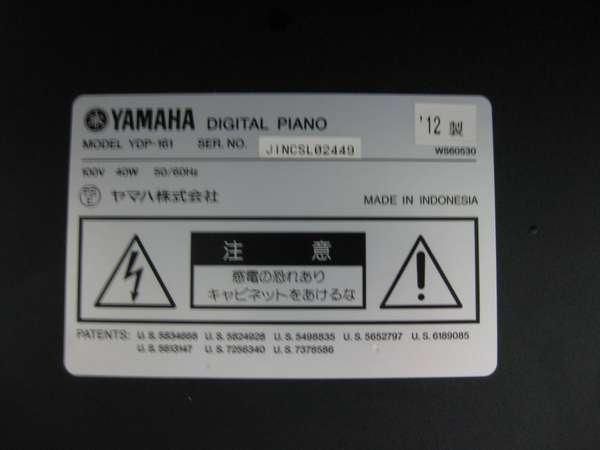 YAMAHA DIGITAL PIANO
'12 製
MODEL YDP-161 SER. NO. JINCSL02449
WS60530
100V 40W 50/60Hz
ヤマハ株式会社
MADE IN INDONESIA
注意
感電の恐れあり
キャビネットをあけるな
PATENTS: U.S. 5834668 U.S. 5824928 U.S. 5498835 U.S. 5652797 U.S. 6189085
U.S. 5813147 U.S. 7256340 U.S. 7378586